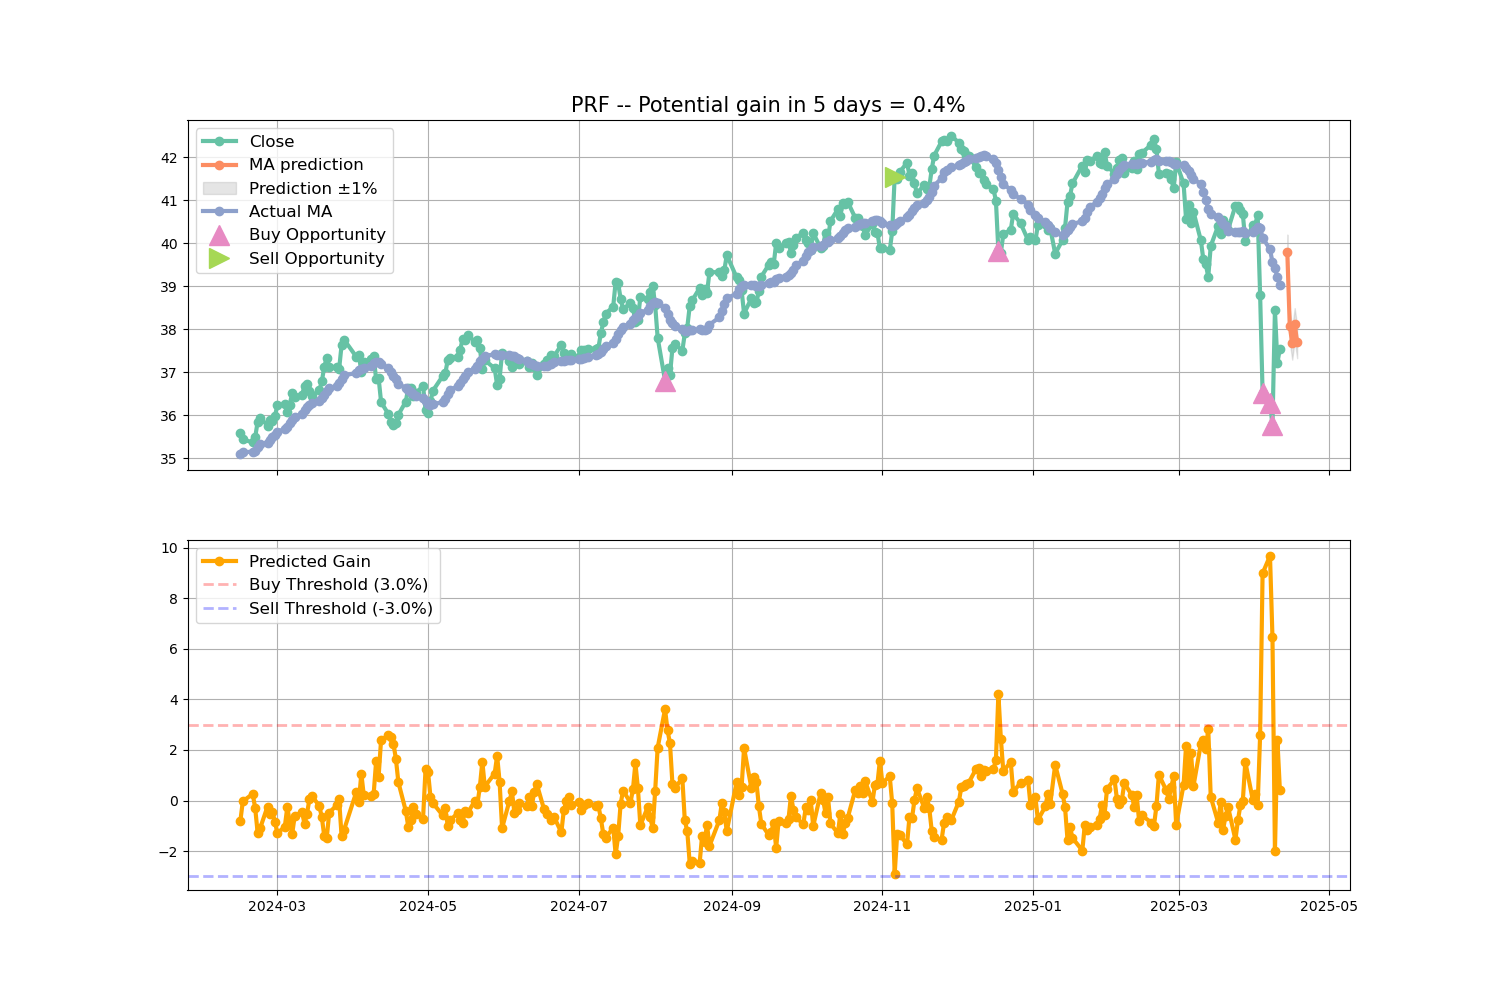 PRF -- Potential gain in 5 days = 0.4%
Close
MA prediction
Prediction ±1%
Actual MA
Buy Opportunity
Sell Opportunity
42
41
40
39
38
37
36
35
Predicted Gain
Buy Threshold (3.0%)
Sell Threshold (-3.0%)
10
8
6
4
2
0
−2
2024-03
2024-05
2024-07
2024-09
2024-11
2025-01
2025-03
2025-05